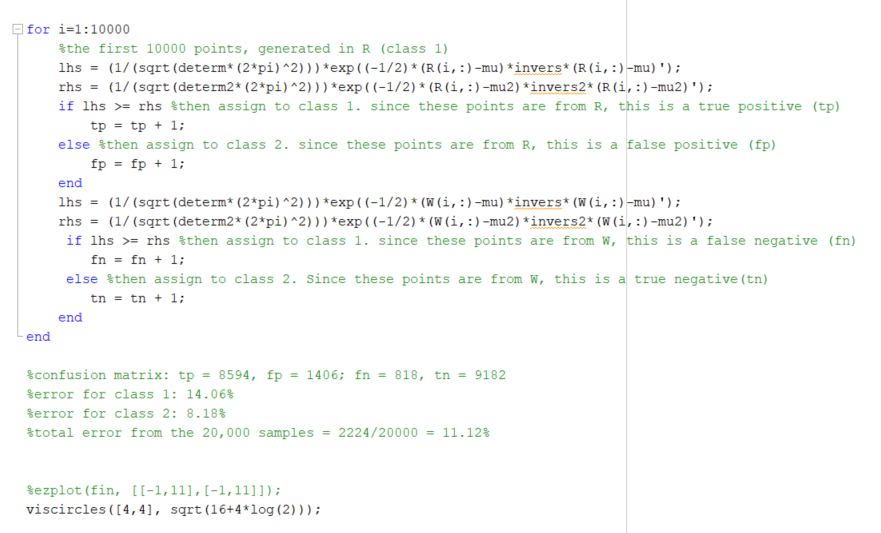 for i=1:10000
%the first 10000 points, generated in R (class 1)
lhs = (1/(sqrt(determ*(2*pi)^2)))*exp((-1/2)*(R(i,:)-mu)*invers*(R(i,:)-mu)');
rhs = (1/(sqrt(determ2*(2*pi)^2)))*exp((-1/2)*(R(i,:)-mu2)*invers2*(R(i,:)-mu2)');
if lhs >= rhs %then assign to class 1. since these points are from R, this is a true positive (tp)
tp = tp + 1;
else %then assign to class 2. since these points are from R, this is a false positive (fp)
fp = fp + 1;
end
lhs = (1/(sqrt(determ*(2*pi)^2)))*exp((-1/2)*(W(i,:)-mu)*invers*(W(i,:)-mu)');
rhs = (1/(sqrt(determ2*(2*pi)^2)))*exp((-1/2)*(W(i,:)-mu2)*invers2*(W(i,:)-mu2)');
if lhs >= rhs %then assign to class 1. since these points are from W, this is a false negative (fn)
fn = fn + 1;
else %then assign to class 2. Since these points are from W, this is a true negative(tn)
tn = tn + 1;
end
end
%confusion matrix: tp = 8594, fp = 1406; fn = 818, tn = 9182
%error for class 1: 14.06%
%error for class 2: 8.18%
%total error from the 20,000 samples = 2224/20000 = 11.12%
%ezplot(fin, [[-1,11],[-1,11]]);
viscircles([4,4], sqrt(16+4*log(2)));